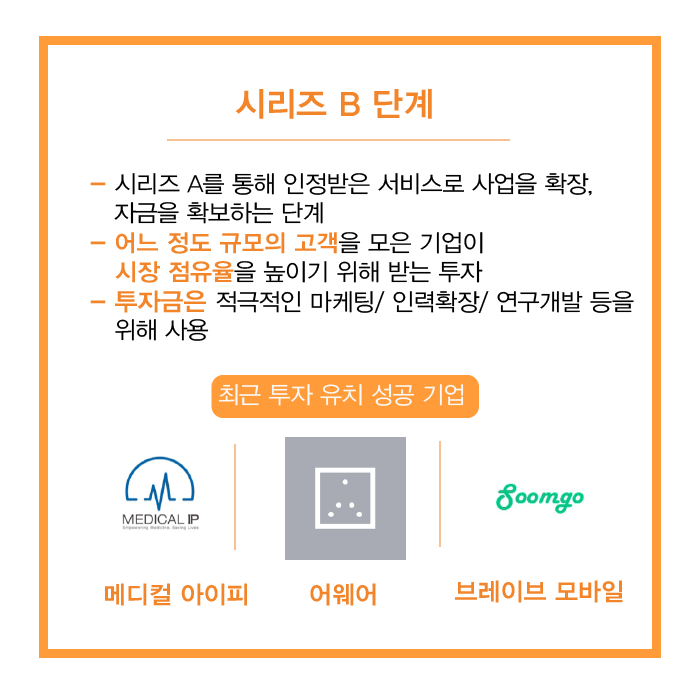 시리즈 B 단계
– 시리즈 A를 통해 인정받은 서비스로 사업을 확장,
자금을 확보하는 단계
– 어느 정도 규모의 고객을 모은 기업이
시장 점유율을 높이기 위해 받는 투자
– 투자금은 적극적인 마케팅/ 인력확장/ 연구개발 등을
위해 사용
최근 투자 유치 성공 기업
MEDICAL IP
Empowering Medicine, Saving Lives
Soomgo
메디컬 아이피
어웨어
브레이브 모바일